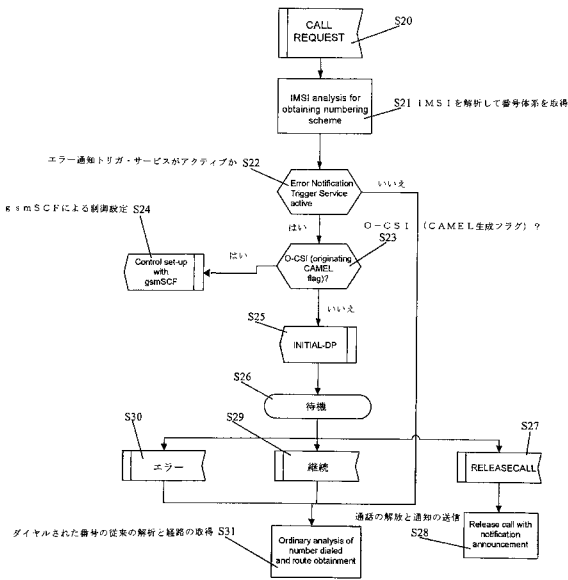 CALL
REQUEST
S20
IMSI analysis for
obtaining numbering
scheme
S21 IMSIを解析して番号体系を取得
エラー通知トリガ・サービスがアクティブか S22
Error Notification
Trigger Service
active
いいえ
はい
O-CSI (CAMEL生成フラグ)?
S23
gsmSCFによる制御設定 S24
Control set-up
with
gsmSCF
はい
O-CSI (originating
CAMEL
flag)?
いいえ
S25
INITIAL-DP
S26
待機
S30
エラー
S29
継続
S27
RELEASECALL
通話の解放と通知の送信
S28
Release call with
notification
announcement
ダイヤルされた番号の従来の解析と経路の取得 S31
Ordinary analysis of
number dialed
and route obtainment